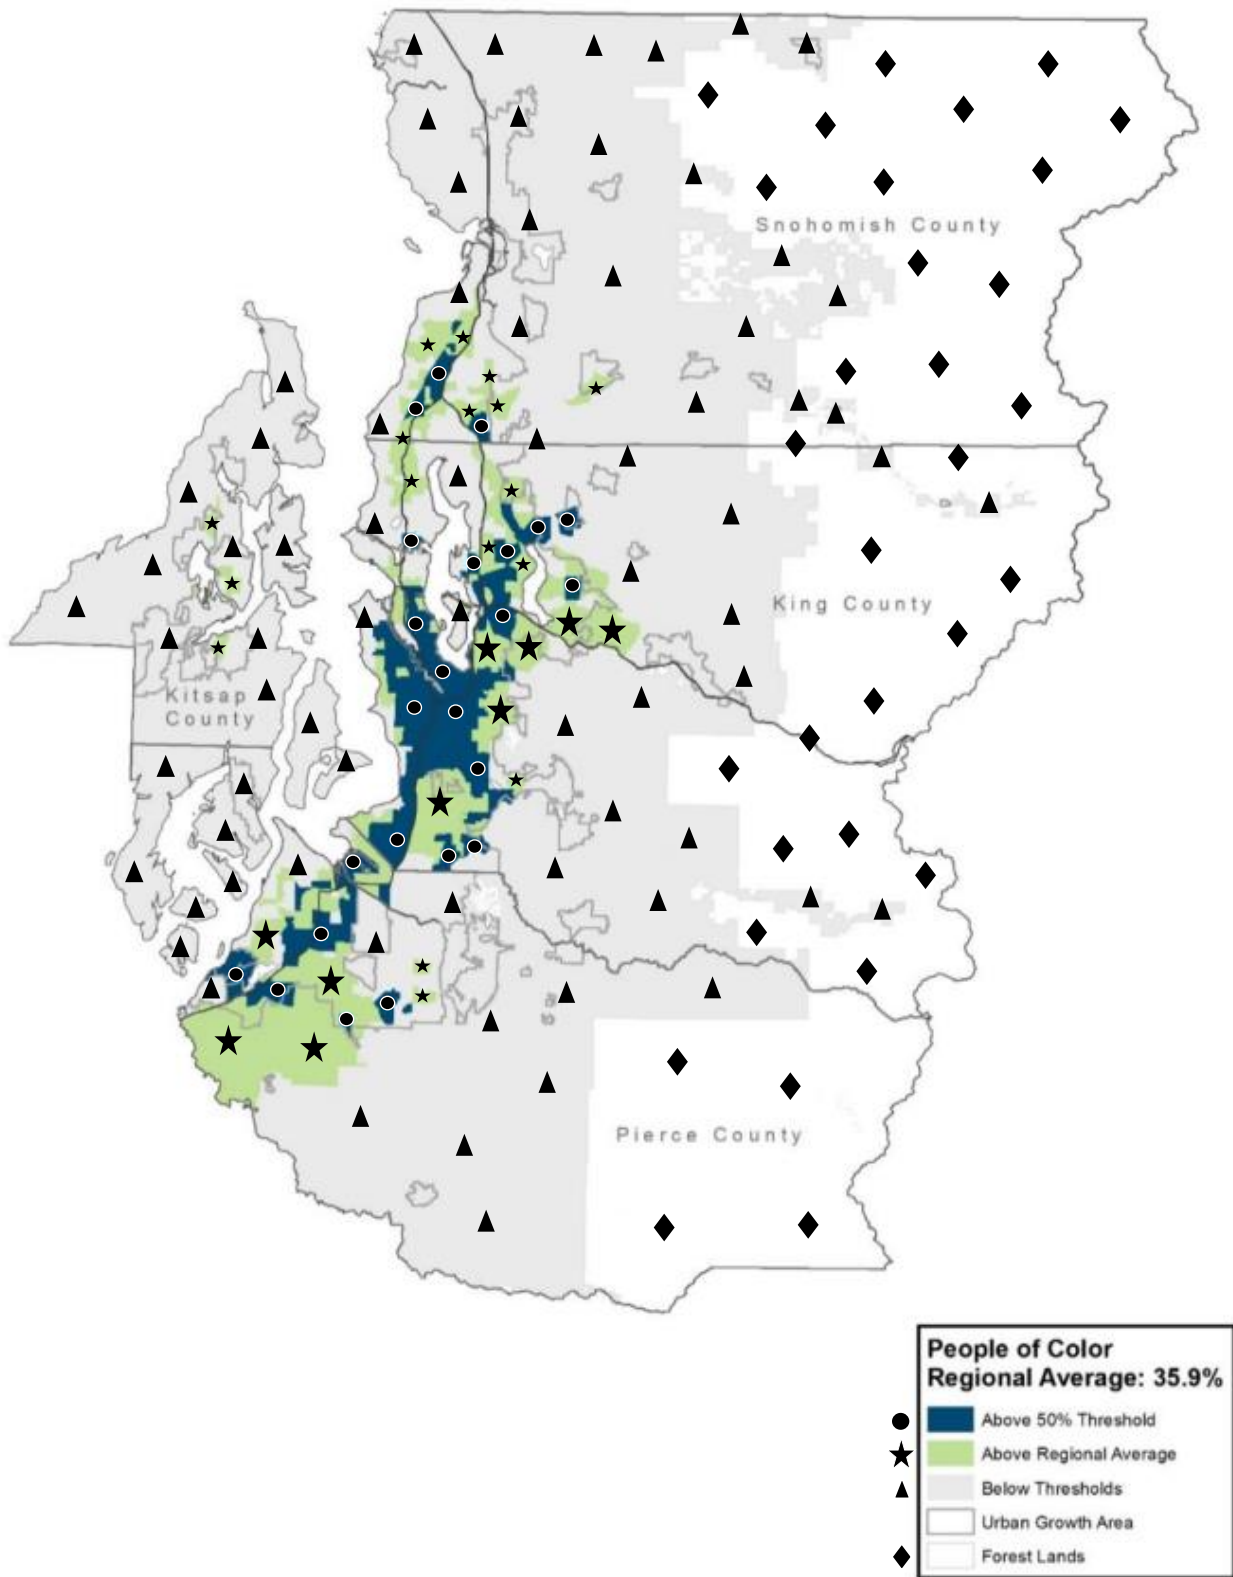 Snohomish County
King County
Kitsap
County
Pierce County
People of Color
Regional Average: 35.9%
Above 50% Threshold
Above Regional Average
Below Thresholds
Urban Growth Area
Forest Lands